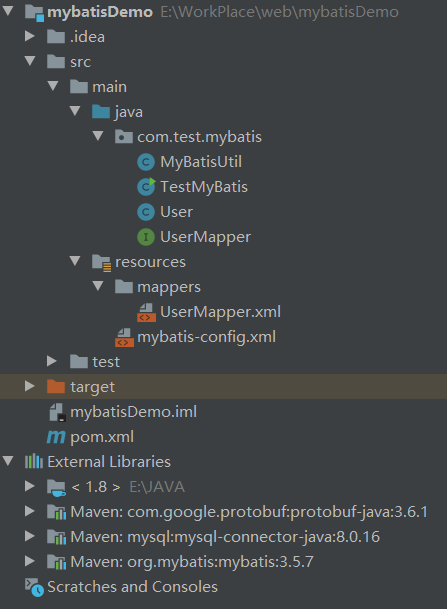 mybatisDemo E:\WorkPlace\web\mybatisDemo
.idea
src
main
java
com.test.mybatis
MyBatisUtil
TestMyBatis
User
UserMapper
resources
mappers
UserMapper.xml
mybatis-config.xml
test
target
mybatisDemo.iml
pom.xml
External Libraries
< 1.8 > E:\JAVA
Maven: com.google.protobuf:protobuf-java:3.6.1
Maven: mysql:mysql-connector-java:8.0.16
Maven: org.mybatis:mybatis:3.5.7
Scratches and Consoles